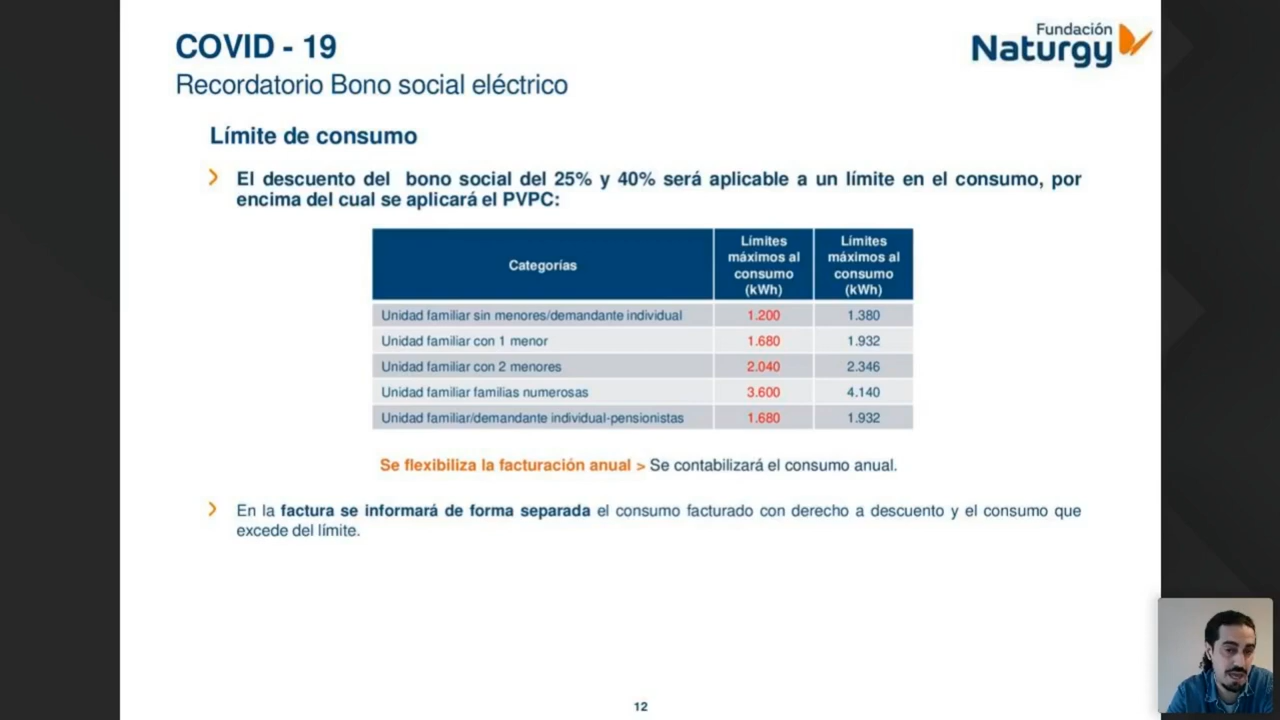 COVID - 19
Fundación
Naturgy
Recordatorio Bono social eléctrico
Límite de consumo
El descuento del bono social del 25% y 40% será aplicable a un límite en el consumo, por
encima del cual se aplicará el PVPC:
Categorías
Límites máximos al consumo (kWh)
Límites máximos al consumo (kWh)
Unidad familiar sin menores/demandante individual 1.200 1.380
Unidad familiar con 1 menor 1.680 1.932
Unidad familiar con 2 menores 2.040 2.346
Unidad familiar familias numerosas 3.600 4.140
Unidad familiar/demandante individual-pensionistas 1.680 1.932
Se flexibiliza la facturación anual > Se contabilizará el consumo anual.
En la factura se informará de forma separada el consumo facturado con derecho a descuento y el consumo que
excede del límite.
12